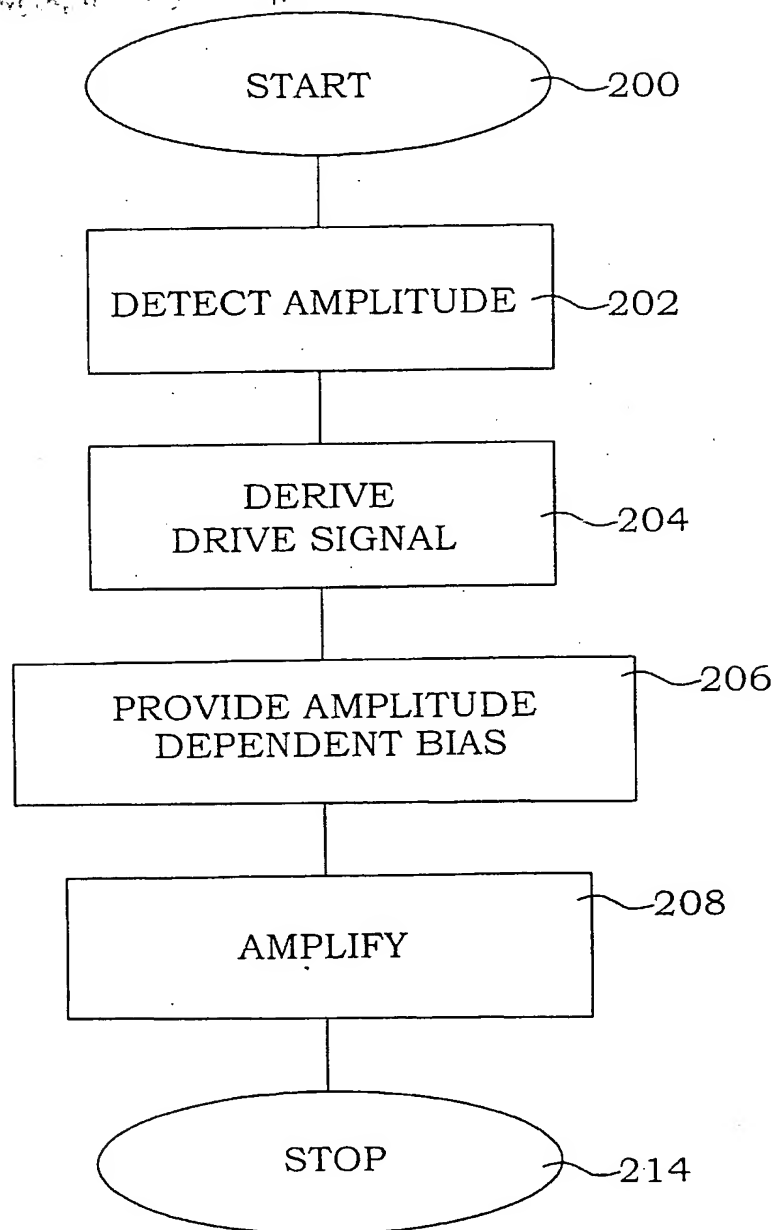 START 200
DETECT AMPLITUDE 202
DERIVE
DRIVE SIGNAL 204
206
PROVIDE AMPLITUDE
DEPENDENT BIAS
208
AMPLIFY
STOP 214